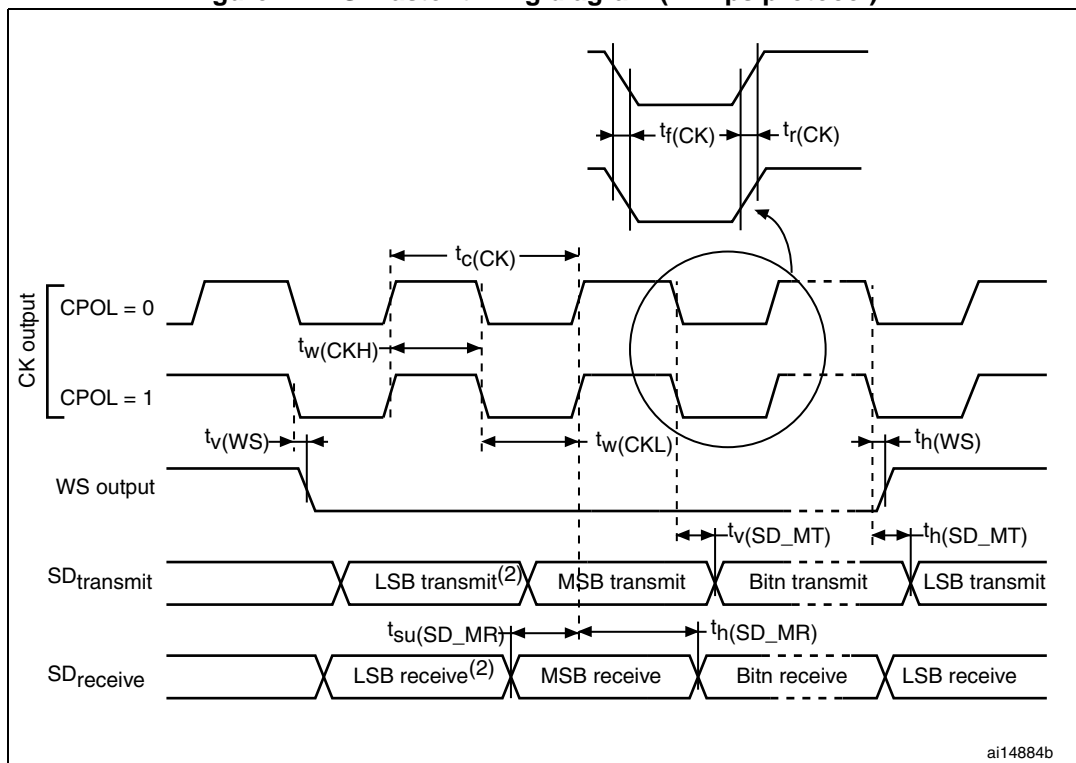 tf(CK)
tr(CK)
tc(CK)
CK output
CPOL = 0
tw(CKH)
CPOL = 1
tv(WS)
tw(CKL)
th(WS)
WS output
tv(SD_MT)
th(SD_MT)
SDtransmit
LSB transmit(2)
MSB transmit
Bitn transmit
LSB transmit
tsu(SD_MR)
th(SD_MR)
SDreceive
LSB receive(2)
MSB receive
Bitn receive
LSB receive
ai14884b